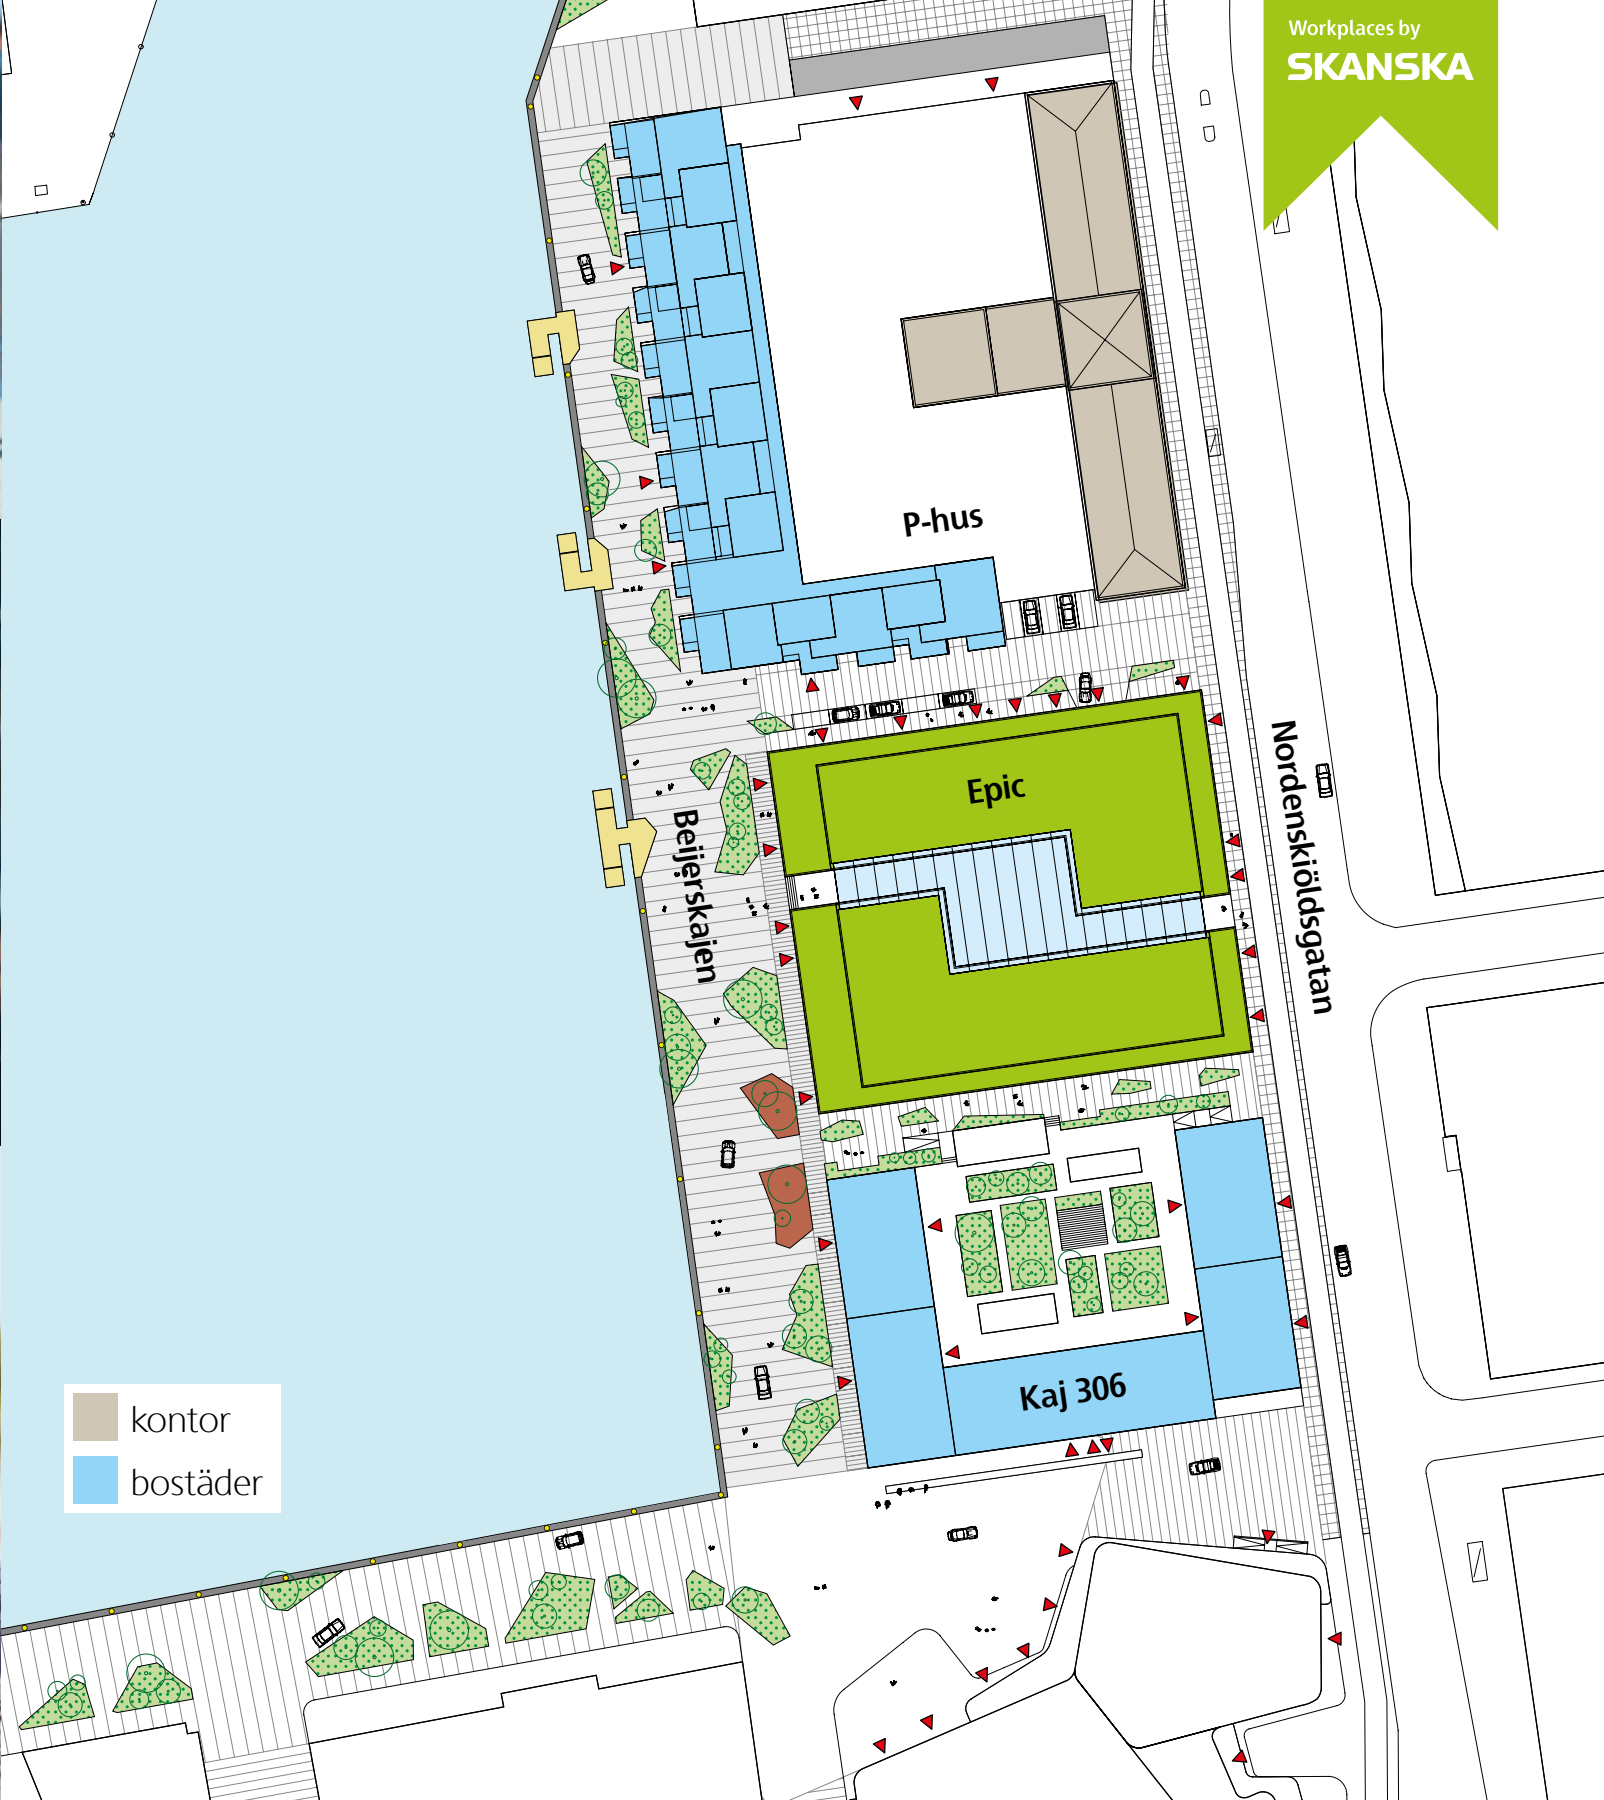 Workplaces by
SKANSKA
P-hus
Epic
Beijerskajen
Nordenskiöldsgatan
Kaj 306
kontor
bostäder